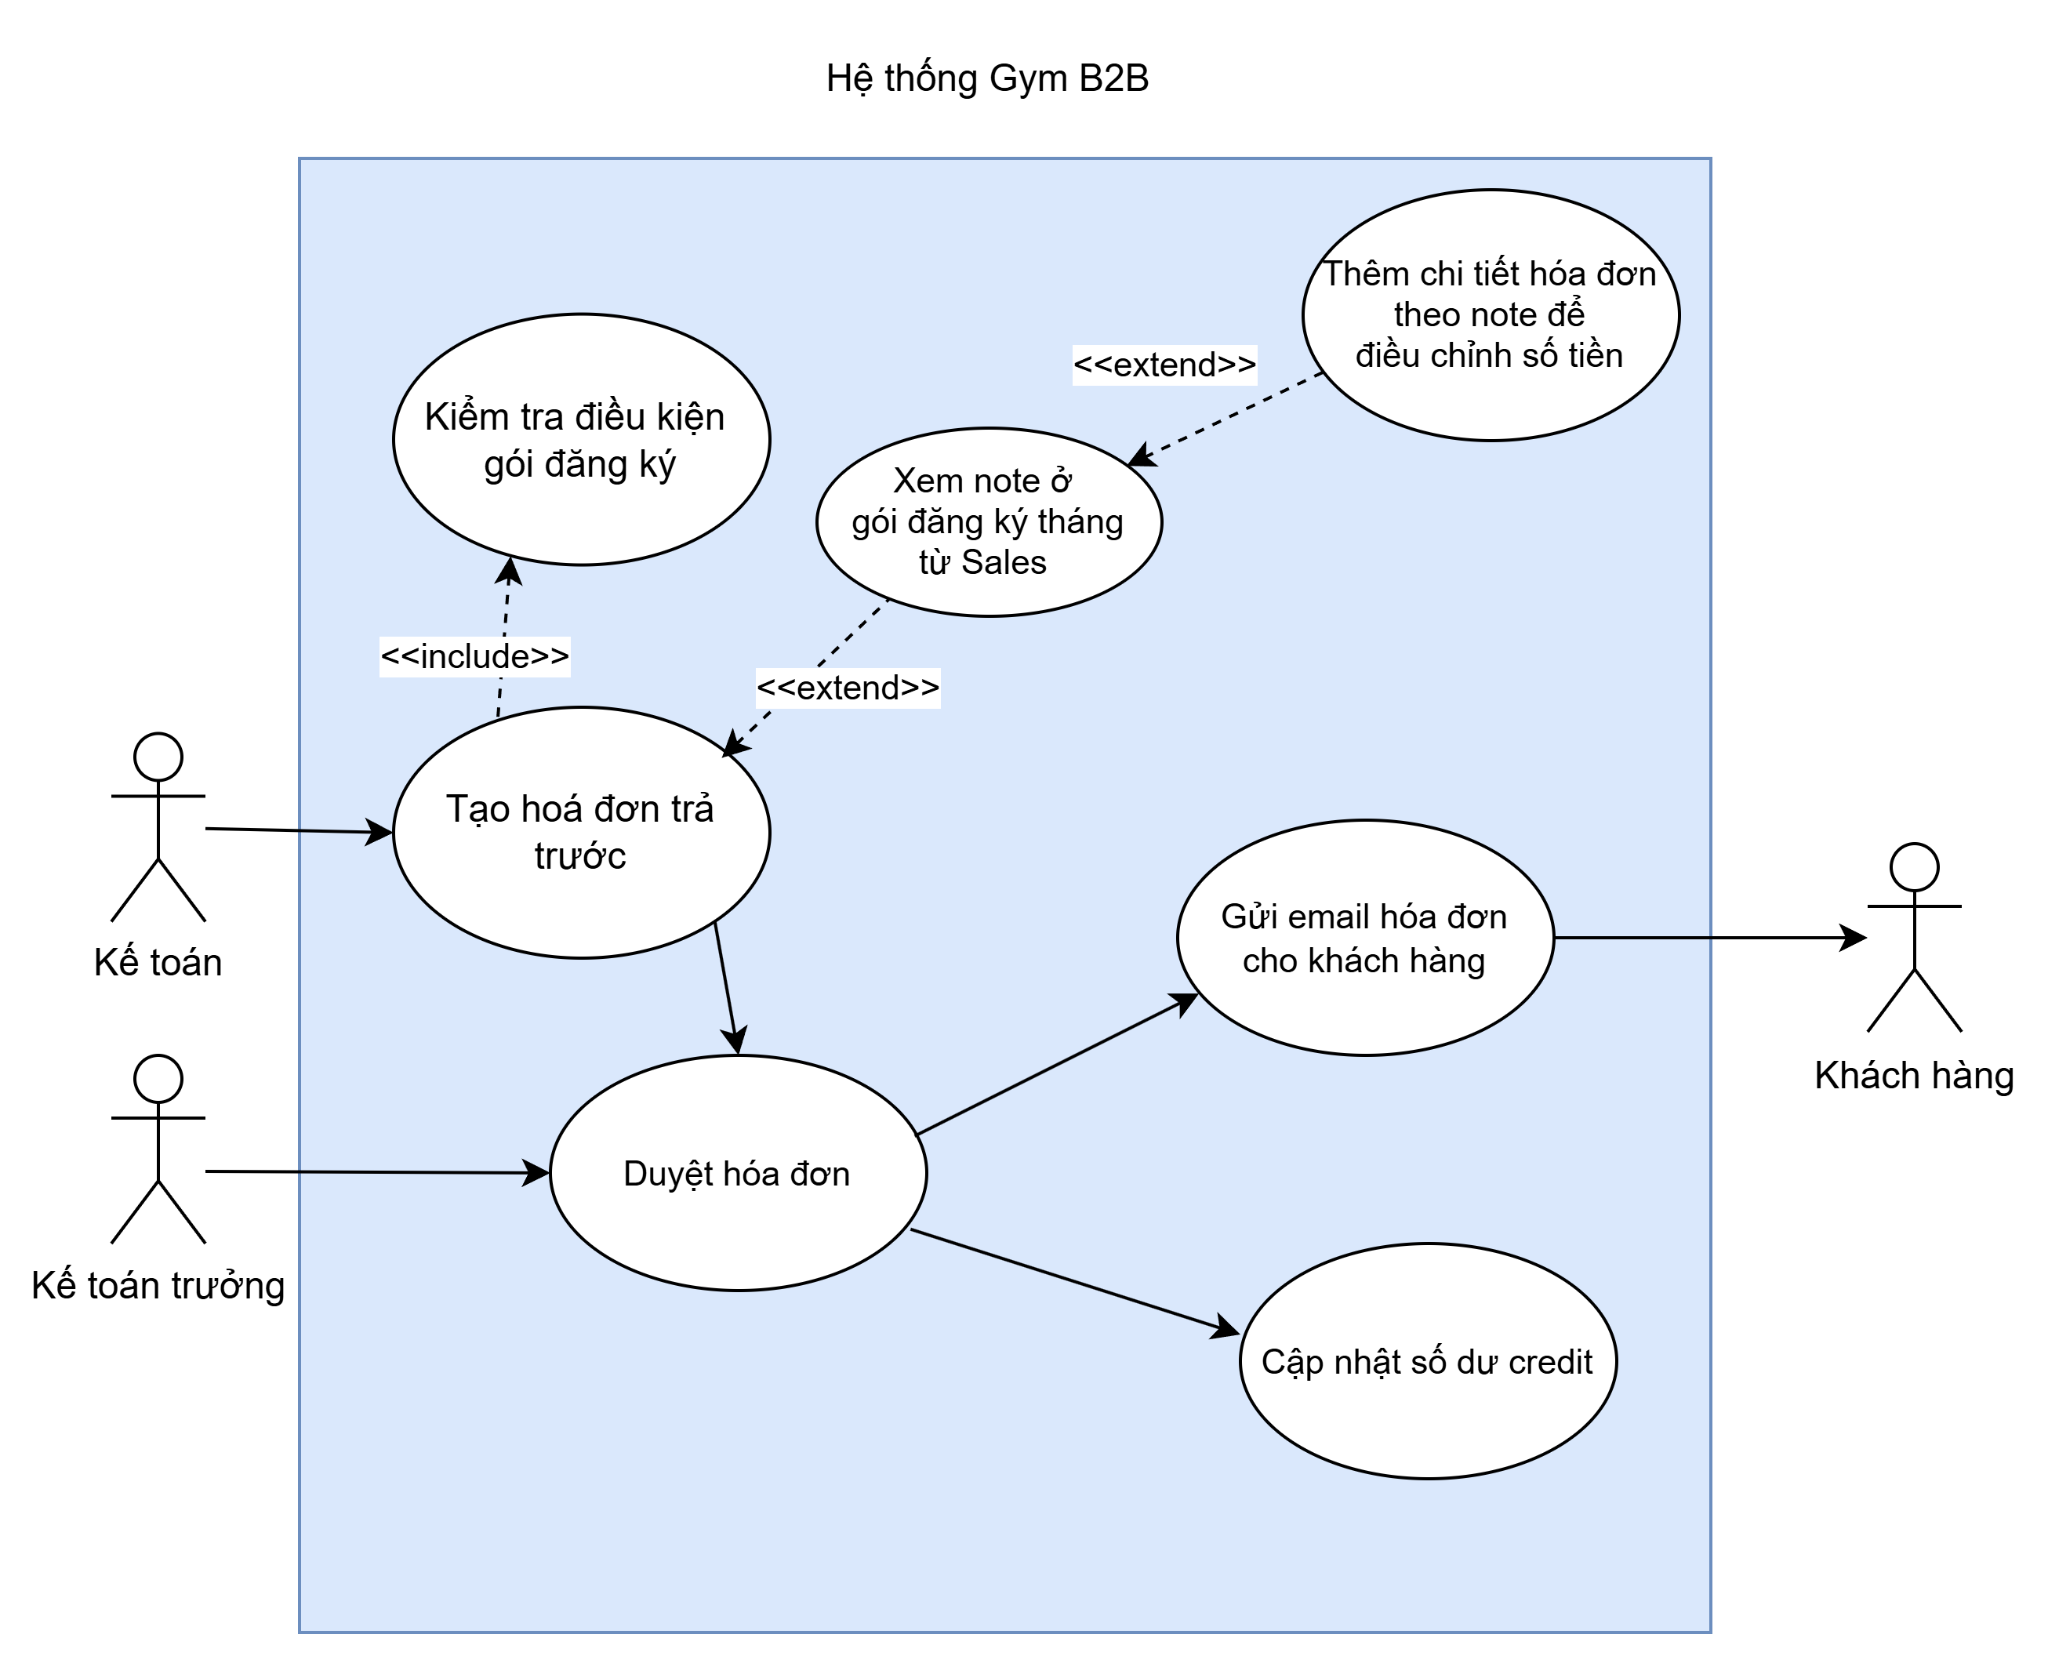 Hệ thống Gym B2B
Thêm chi tiết hóa đơn
theo note để
điều chỉnh số tiền
<<extend>>
Kiểm tra điều kiện
gói đăng ký
Xem note ở
gói đăng ký tháng
từ Sales
<<include>>
<<extend>>
Tạo hoá đơn trả
trước
Kế toán
Gửi email hóa đơn
cho khách hàng
Khách hàng
Duyệt hóa đơn
Kế toán trưởng
Cập nhật số dư credit